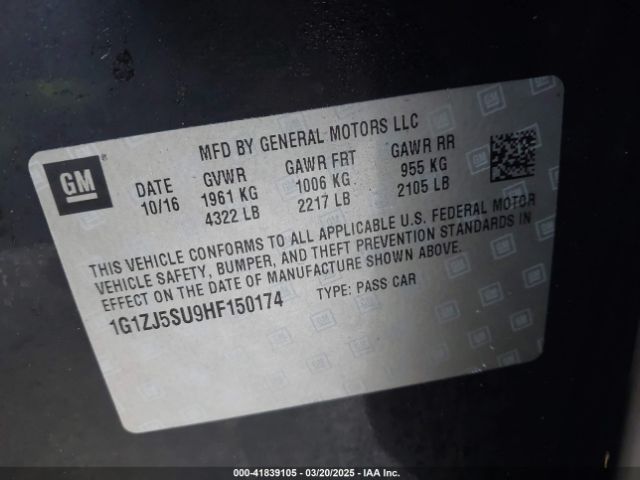 GM
MFD BY GENERAL MOTORS LLC
DATE GVWR GAWR FRT GAWR RR
10/16 1961 KG 1006 KG 955 KG
4322 LB 2217 LB 2105 LB
THIS VEHICLE CONFORMS TO ALL APPLICABLE U.S. FEDERAL MOTOR
VEHICLE SAFETY, BUMPER, AND THEFT PREVENTION STANDARDS IN
EFFECT ON THE DATE OF MANUFACTURE SHOWN ABOVE.
1G1ZJ5SU9HF150174 TYPE: PASS CAR
000-41839105 - 03/20/2025 - IAA Inc.